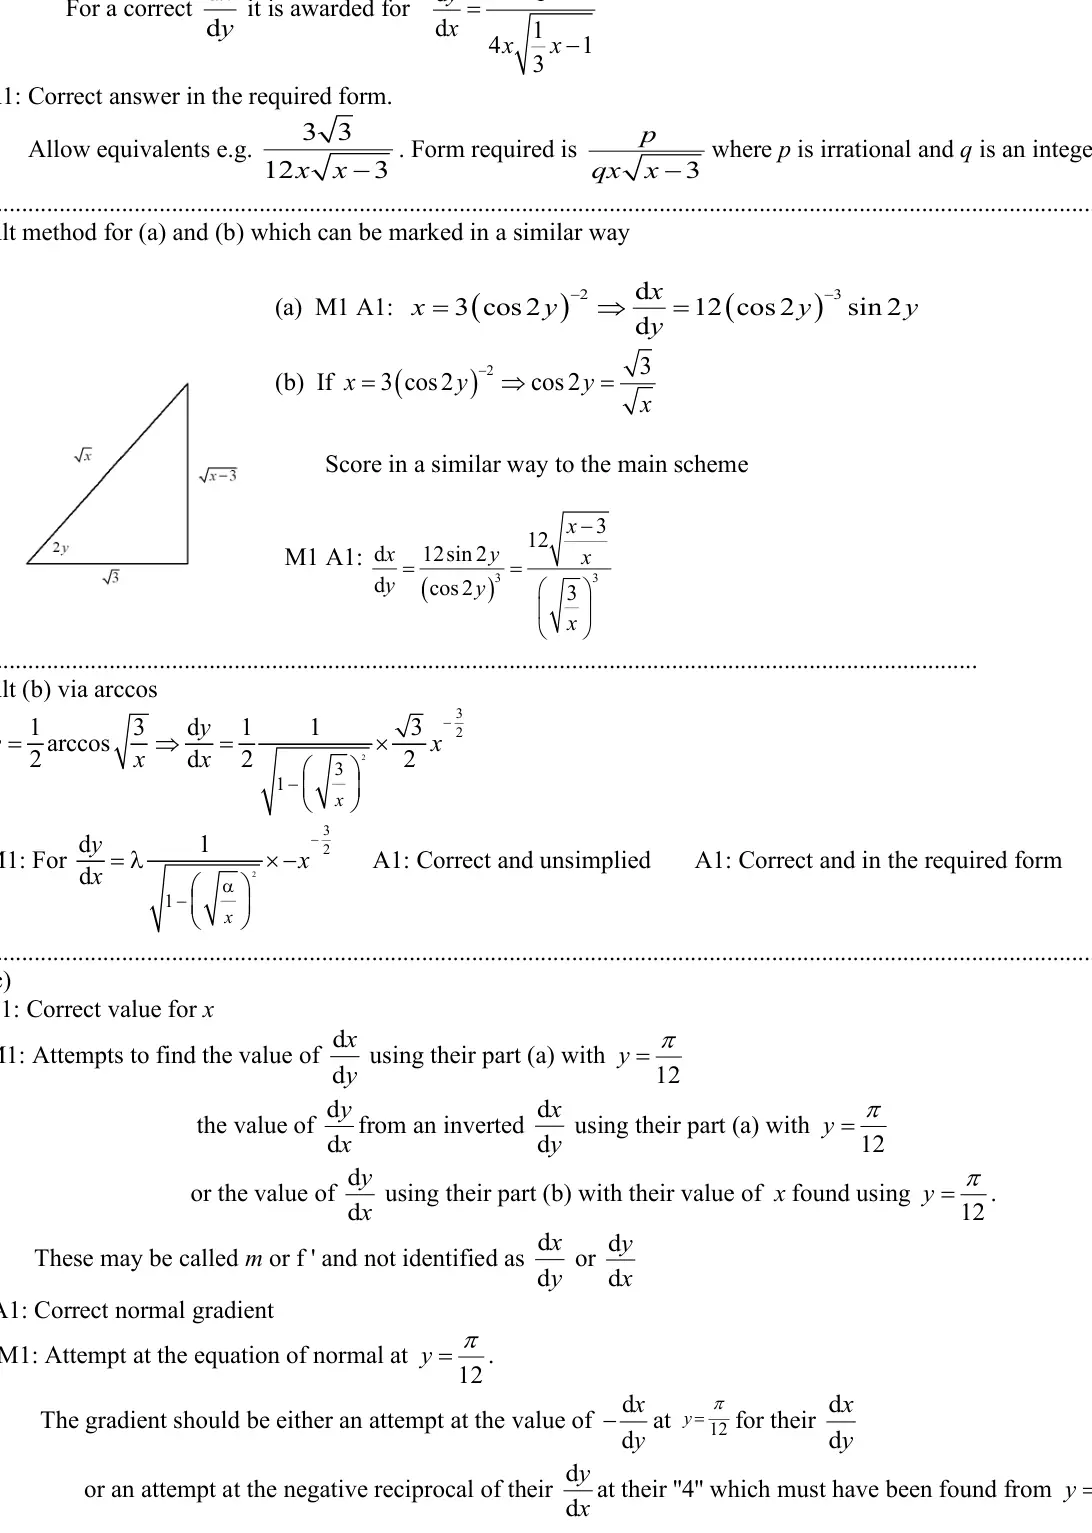 For a correct dx/dy it is awarded for dy/dx = 1/(4x√(1/3 x − 1))
1: Correct answer in the required form.
Allow equivalents e.g. 3√3/(12x√(x − 3)) . Form required is p/(qx√(x − 3)) where p is irrational and q is an intege
lt method for (a) and (b) which can be marked in a similar way
(a) M1 A1: x = 3(cos 2y)⁻² ⇒ dx/dy = 12(cos 2y)⁻³ sin 2y
(b) If x = 3(cos 2y)⁻² ⇒ cos 2y = √3/√x
√x
√(x−3)
2y
√3
Score in a similar way to the main scheme
M1 A1: dx/dy = 12 sin 2y/(cos 2y)³ = 12√((x − 3)/x)/(√(3/x))³
lt (b) via arccos
= 1/2 arccos √(3/x) ⇒ dy/dx = 1/2 1/√(1 − (√(3/x))²) × √3/2 x^(−3/2)
1: For dy/dx = λ 1/√(1 − (√(α/x))²) × −x^(−3/2) A1: Correct and unsimplied A1: Correct and in the required form
)
1: Correct value for x
M1: Attempts to find the value of dx/dy using their part (a) with y = π/12
the value of dy/dx from an inverted dx/dy using their part (a) with y = π/12
or the value of dy/dx using their part (b) with their value of x found using y = π/12 .
These may be called m or f ' and not identified as dx/dy or dy/dx
A1: Correct normal gradient
M1: Attempt at the equation of normal at y = π/12 .
The gradient should be either an attempt at the value of −dx/dy at y = π/12 for their dx/dy
or an attempt at the negative reciprocal of their dy/dx at their "4" which must have been found from y =